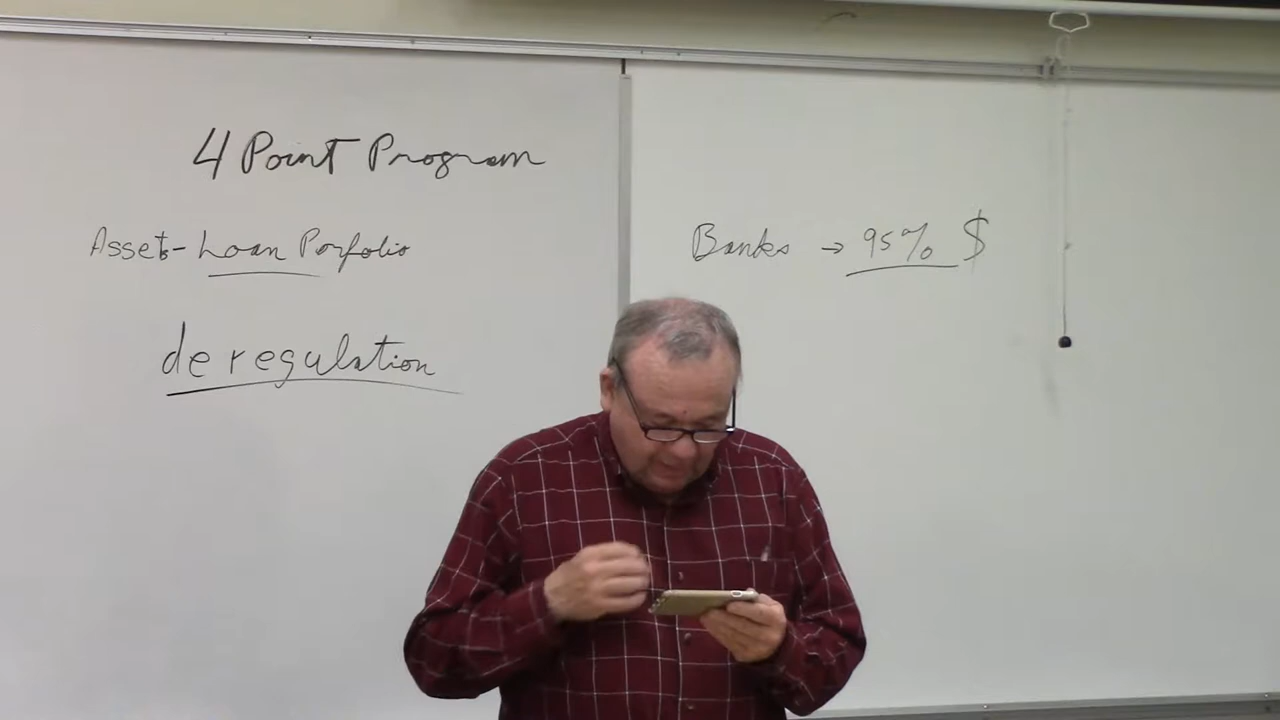 4 Point Program
Assets-Loan Porfolio
deregulation
Banks → 95% $